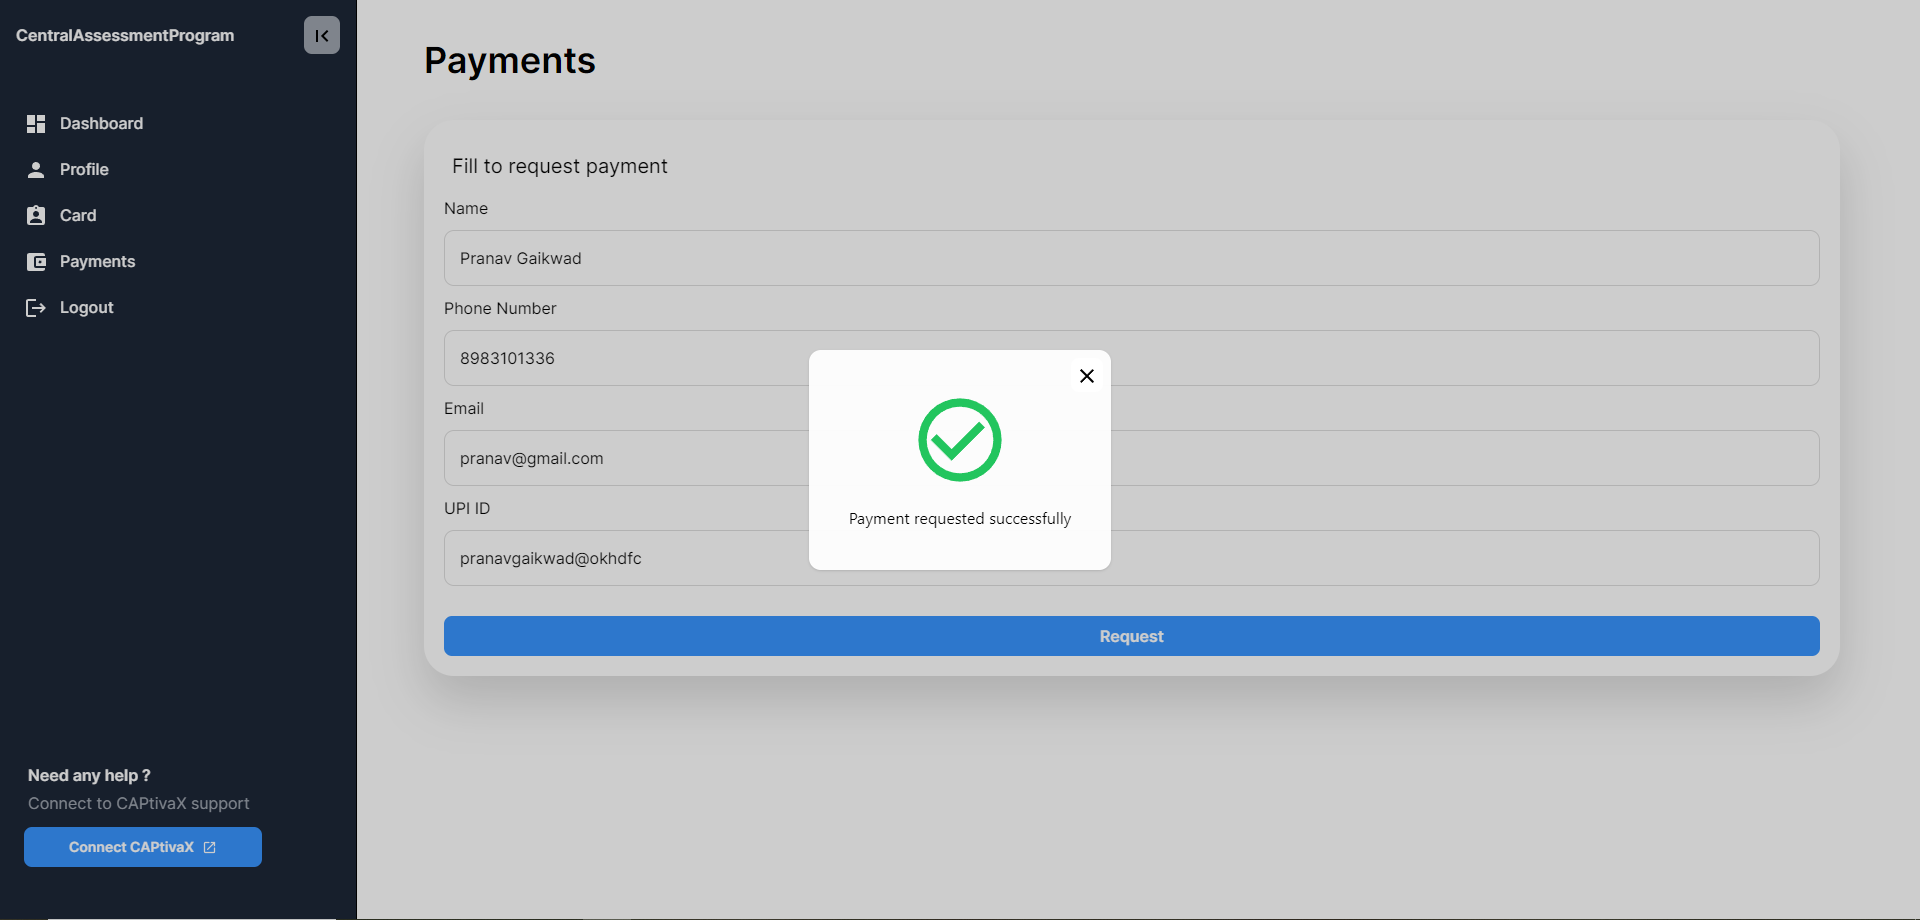 CentralAssessmentProgram
Dashboard
Profile
Card
Payments
Logout
Need any help ?
Connect to CAPtivaX support
Connect CAPtivaX
Payments
Fill to request payment
Name
Pranav Gaikwad
Phone Number
8983101336
Email
pranav@gmail.com
UPI ID
pranavgaikwad@okhdfc
Request
Payment requested successfully